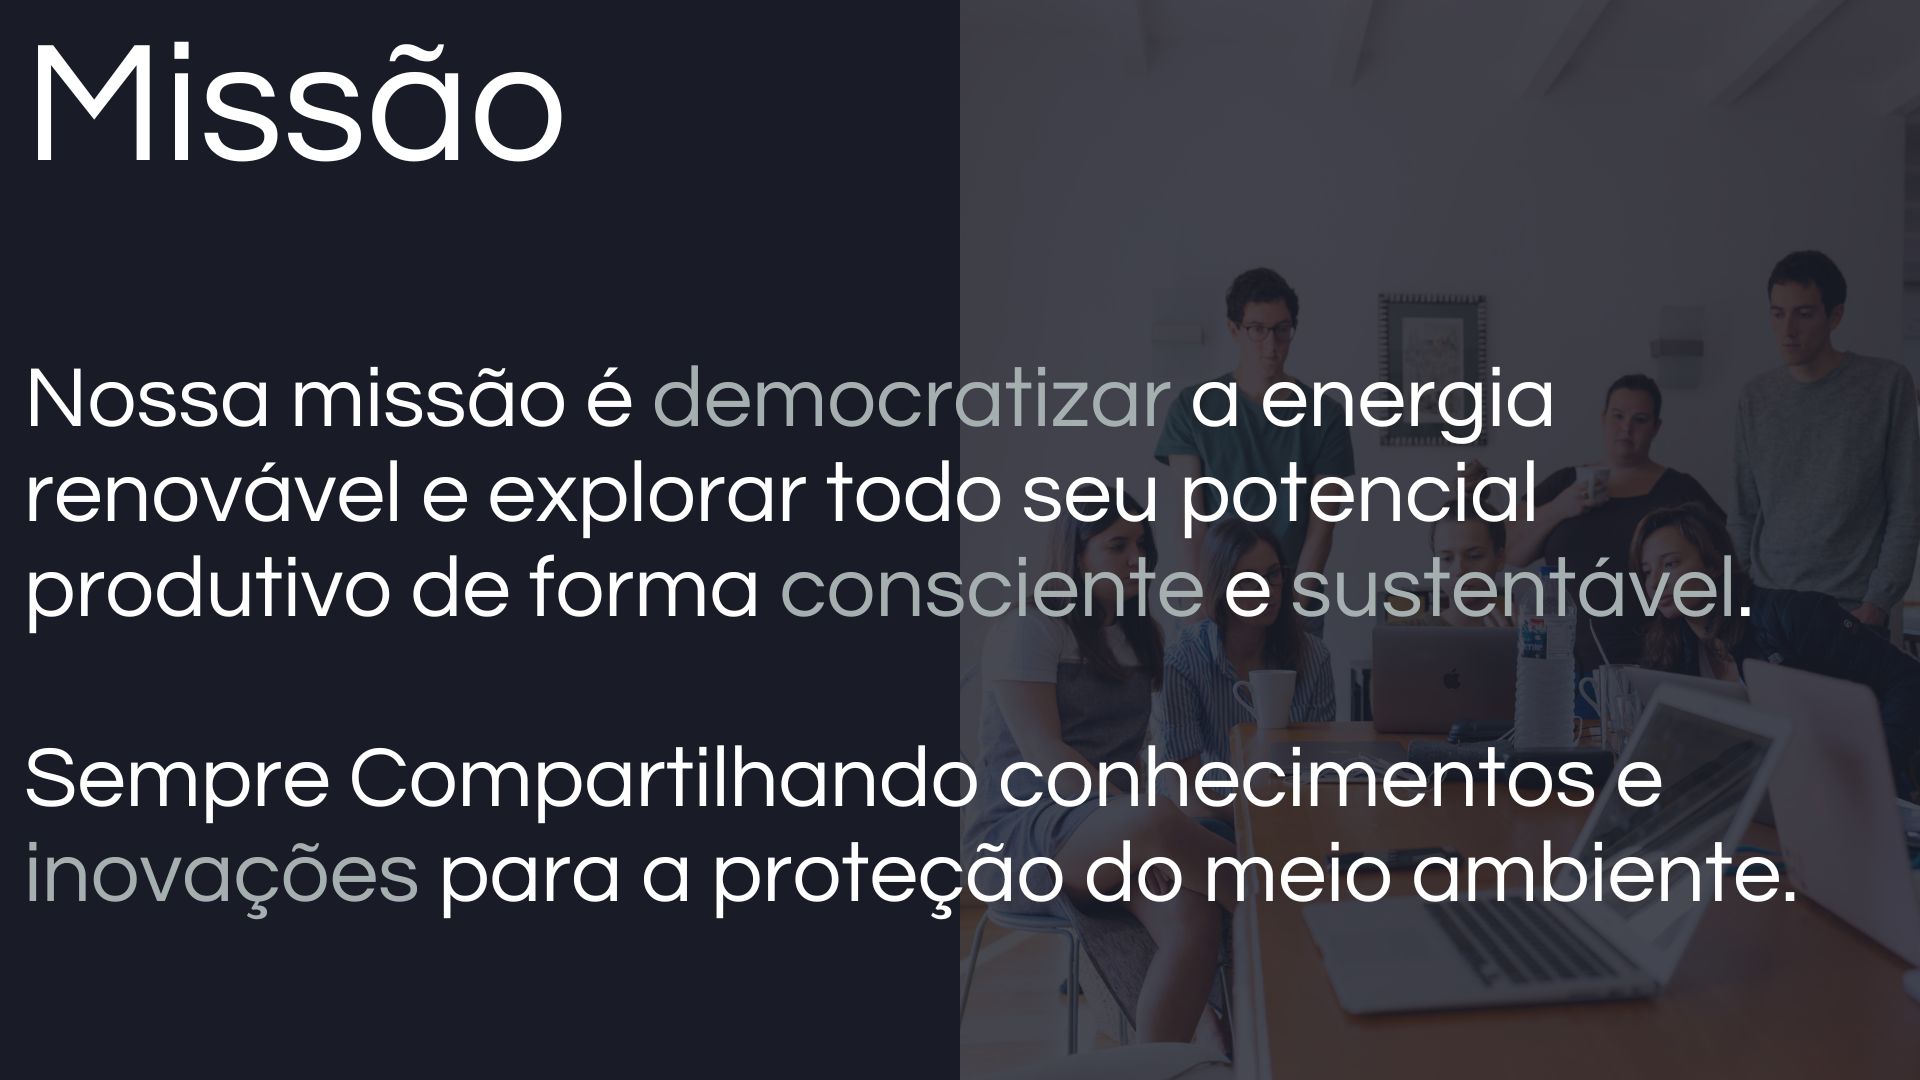 Missão
Nossa missão é democratizar a energia
renovável e explorar todo seu potencial
produtivo de forma consciente e sustentável.
Sempre Compartilhando conhecimentos e
inovações para a proteção do meio ambiente.